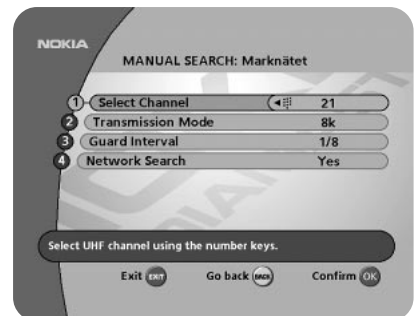 NOKIA
MANUAL SEARCH: Marknätet
1 Select Channel 21
2 Transmission Mode 8k
3 Guard Interval 1/8
4 Network Search Yes
Select UHF channel using the number keys.
Exit EXIT Go back BACK Confirm OK